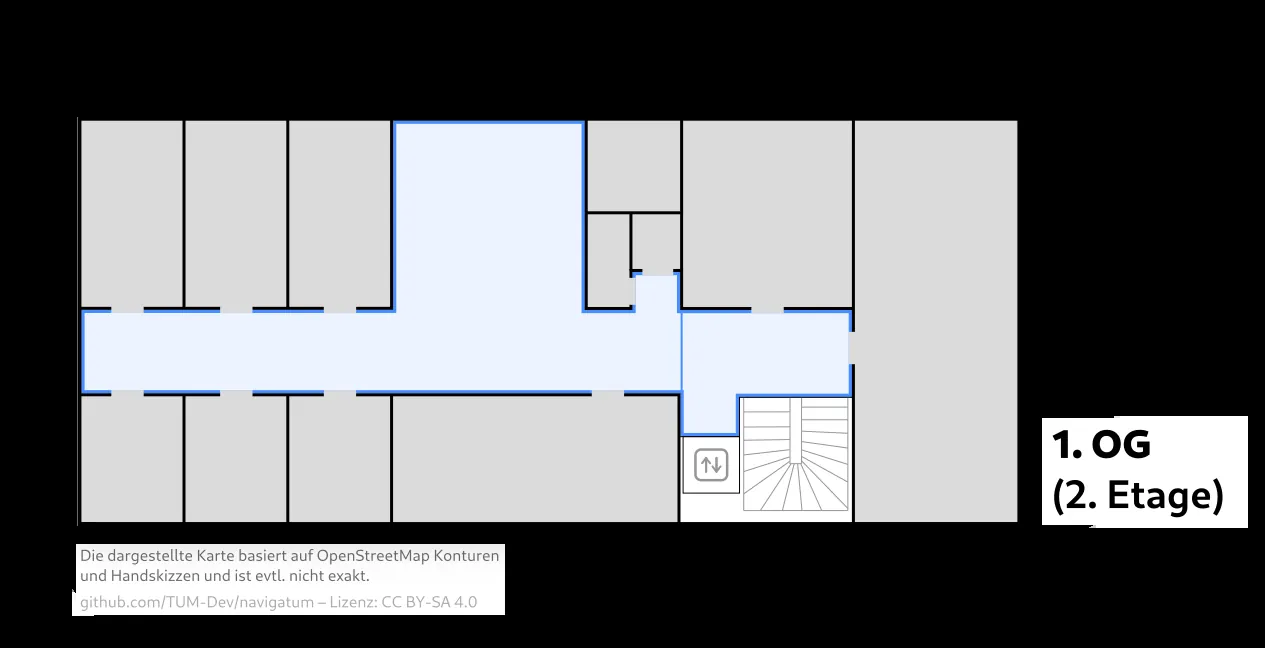 1. OG
(2. Etage)
Die dargestellte Karte basiert auf OpenStreetMap Konturen
und Handskizzen und ist evtl. nicht exakt.
github.com/TUM-Dev/navigatum – Lizenz: CC BY-SA 4.0